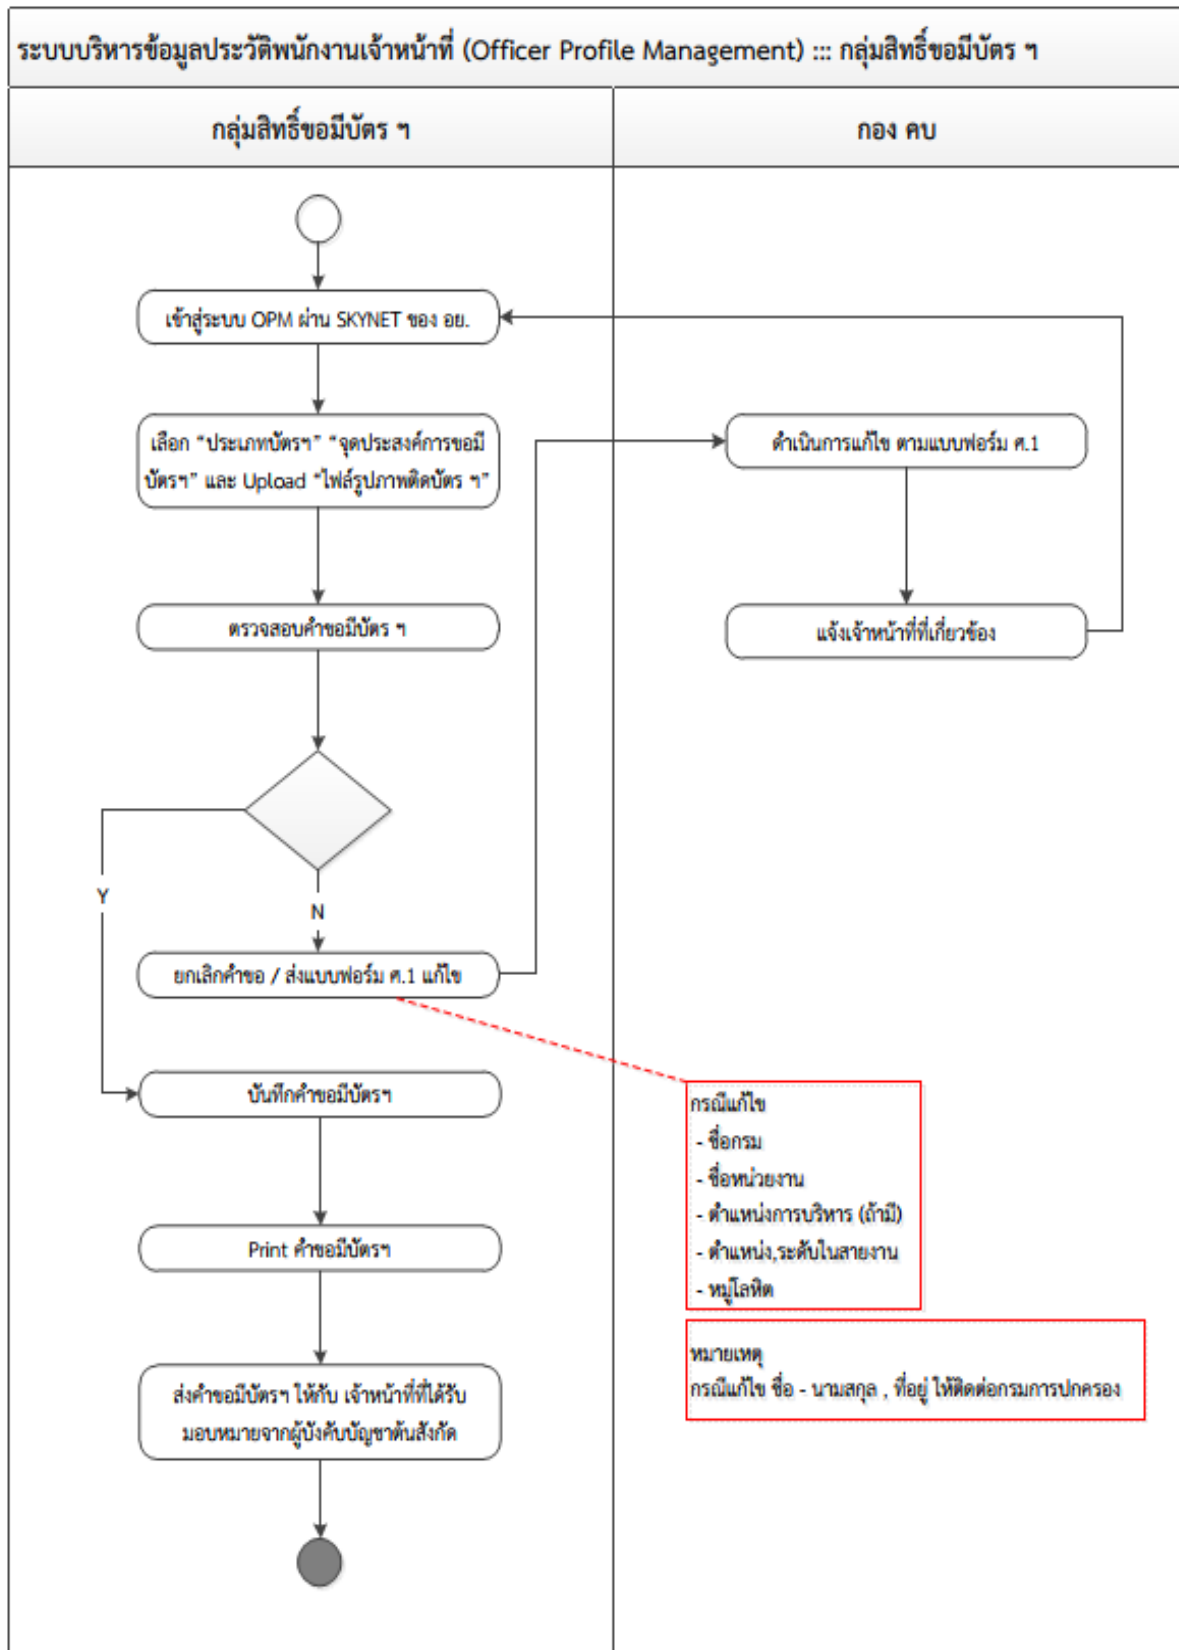 ระบบบริหารข้อมูลประวัติพนักงานเจ้าหน้าที่ (Officer Profile Management) ::: กลุ่มสิทธิ์ขอมีบัตร ฯ
กลุ่มสิทธิ์ขอมีบัตร ฯ
กอง คบ
เข้าสู่ระบบ OPM ผ่าน SKYNET ของ อย.
เลือก “ประเภทบัตรฯ” “จุดประสงค์การขอมี
บัตรฯ” และ Upload “ไฟล์รูปภาพติดบัตร ฯ”
ดำเนินการแก้ไข ตามแบบฟอร์ม ศ.1
ตรวจสอบคำขอมีบัตร ฯ
แจ้งเจ้าหน้าที่ที่เกี่ยวข้อง
Y
N
ยกเลิกคำขอ / ส่งแบบฟอร์ม ศ.1 แก้ไข
บันทึกคำขอมีบัตรฯ
กรณีแก้ไข
- ชื่อกรม
- ชื่อหน่วยงาน
- ตำแหน่งการบริหาร (ถ้ามี)
- ตำแหน่ง,ระดับในสายงาน
- หมู่โลหิต
Print คำขอมีบัตรฯ
หมายเหตุ
กรณีแก้ไข ชื่อ - นามสกุล , ที่อยู่ ให้ติดต่อกรมการปกครอง
ส่งคำขอมีบัตรฯ ให้กับ เจ้าหน้าที่ที่ได้รับ
มอบหมายจากผู้บังคับบัญชาต้นสังกัด